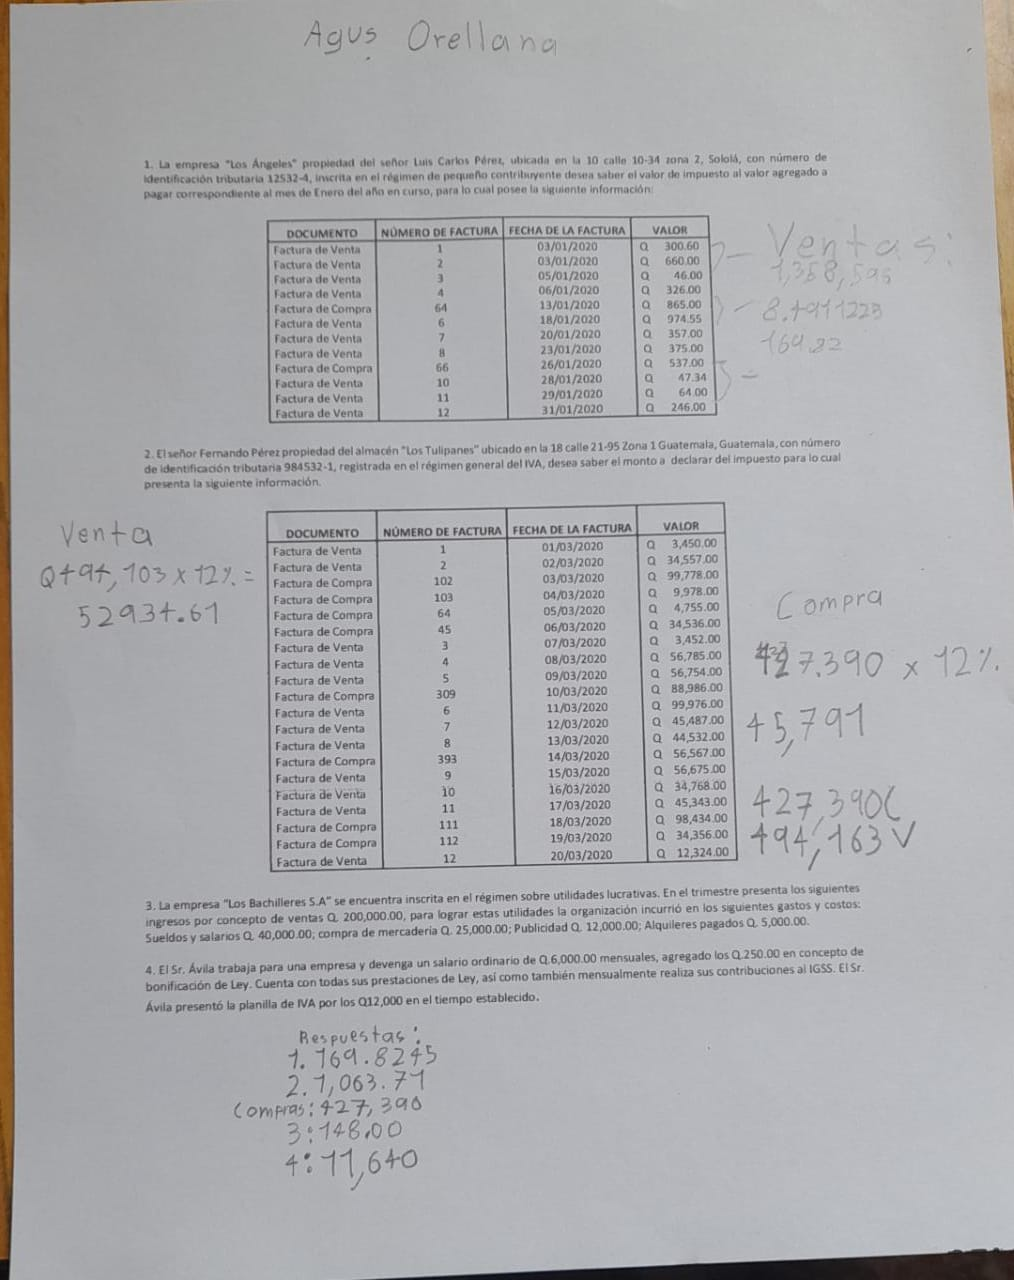 Agus Orellana
1. La empresa "Los Ángeles" propiedad del señor Luis Carlos Pérez, ubicada en la 10 calle 10-34 zona 2, Sololá, con número de
identificación tributaria 12532-4, inscrita en el régimen de pequeño contribuyente desea saber el valor de impuesto al valor agregado a
pagar correspondiente al mes de Enero del año en curso, para lo cual posee la siguiente información:
DOCUMENTO NÚMERO DE FACTURA FECHA DE LA FACTURA VALOR
Factura de Venta 1 03/01/2020 Q 300.60
Factura de Venta 2 03/01/2020 Q 660.00
Factura de Venta 3 05/01/2020 Q 46.00
Factura de Venta 4 06/01/2020 Q 326.00
Factura de Compra 64 13/01/2020 Q 865.00
Factura de Venta 6 18/01/2020 Q 974.55
Factura de Venta 7 20/01/2020 Q 357.00
Factura de Venta 8 23/01/2020 Q 375.00
Factura de Compra 66 26/01/2020 Q 537.00
Factura de Venta 10 28/01/2020 Q 47.34
Factura de Venta 11 29/01/2020 Q 64.00
Factura de Venta 12 31/01/2020 Q 246.00
Ventas:
1,358,595
169.82
2. El señor Fernando Pérez propiedad del almacén "Los Tulipanes" ubicado en la 18 calle 21-95 Zona 1 Guatemala, Guatemala, con número
de identificación tributaria 984532-1, registrada en el régimen general del IVA, desea saber el monto a declarar del impuesto para lo cual
presenta la siguiente información.
DOCUMENTO NÚMERO DE FACTURA FECHA DE LA FACTURA VALOR
Factura de Venta 1 01/03/2020 Q 3,450.00
Factura de Venta 2 02/03/2020 Q 34,557.00
Factura de Compra 102 03/03/2020 Q 99,778.00
Factura de Compra 103 04/03/2020 Q 9,978.00
Factura de Compra 64 05/03/2020 Q 4,755.00
Factura de Compra 45 06/03/2020 Q 34,536.00
Factura de Venta 3 07/03/2020 Q 3,452.00
Factura de Venta 4 08/03/2020 Q 56,785.00
Factura de Venta 5 09/03/2020 Q 56,754.00
Factura de Compra 309 10/03/2020 Q 88,986.00
Factura de Venta 6 11/03/2020 Q 99,976.00
Factura de Venta 7 12/03/2020 Q 45,487.00
Factura de Venta 8 13/03/2020 Q 44,532.00
Factura de Compra 393 14/03/2020 Q 56,567.00
Factura de Venta 9 15/03/2020 Q 56,675.00
Factura de Venta 10 16/03/2020 Q 34,768.00
Factura de Venta 11 17/03/2020 Q 45,343.00
Factura de Compra 111 18/03/2020 Q 98,434.00
Factura de Compra 112 19/03/2020 Q 34,356.00
Factura de Venta 12 20/03/2020 Q 12,324.00
Venta
Q494,103 x 12% =
52934.61
Compra
427.390 x 12%
45,791
427,390C
494,163V
3. La empresa "Los Bachilleres S.A" se encuentra inscrita en el régimen sobre utilidades lucrativas. En el trimestre presenta los siguientes
ingresos por concepto de ventas Q. 200,000.00, para lograr estas utilidades la organización incurrió en los siguientes gastos y costos:
Sueldos y salarios Q. 40,000.00; compra de mercadería Q. 25,000.00; Publicidad Q. 12,000.00; Alquileres pagados Q. 5,000.00.
4. El Sr. Ávila trabaja para una empresa y devenga un salario ordinario de Q.6,000.00 mensuales, agregado los Q.250.00 en concepto de
bonificación de Ley. Cuenta con todas sus prestaciones de Ley, así como también mensualmente realiza sus contribuciones al IGSS. El Sr.
Ávila presentó la planilla de IVA por los Q12,000 en el tiempo establecido.
Respuestas:
1. 169.8245
2. 1,063.71
Compras: 427,390
3: 148.00
4: 11,640